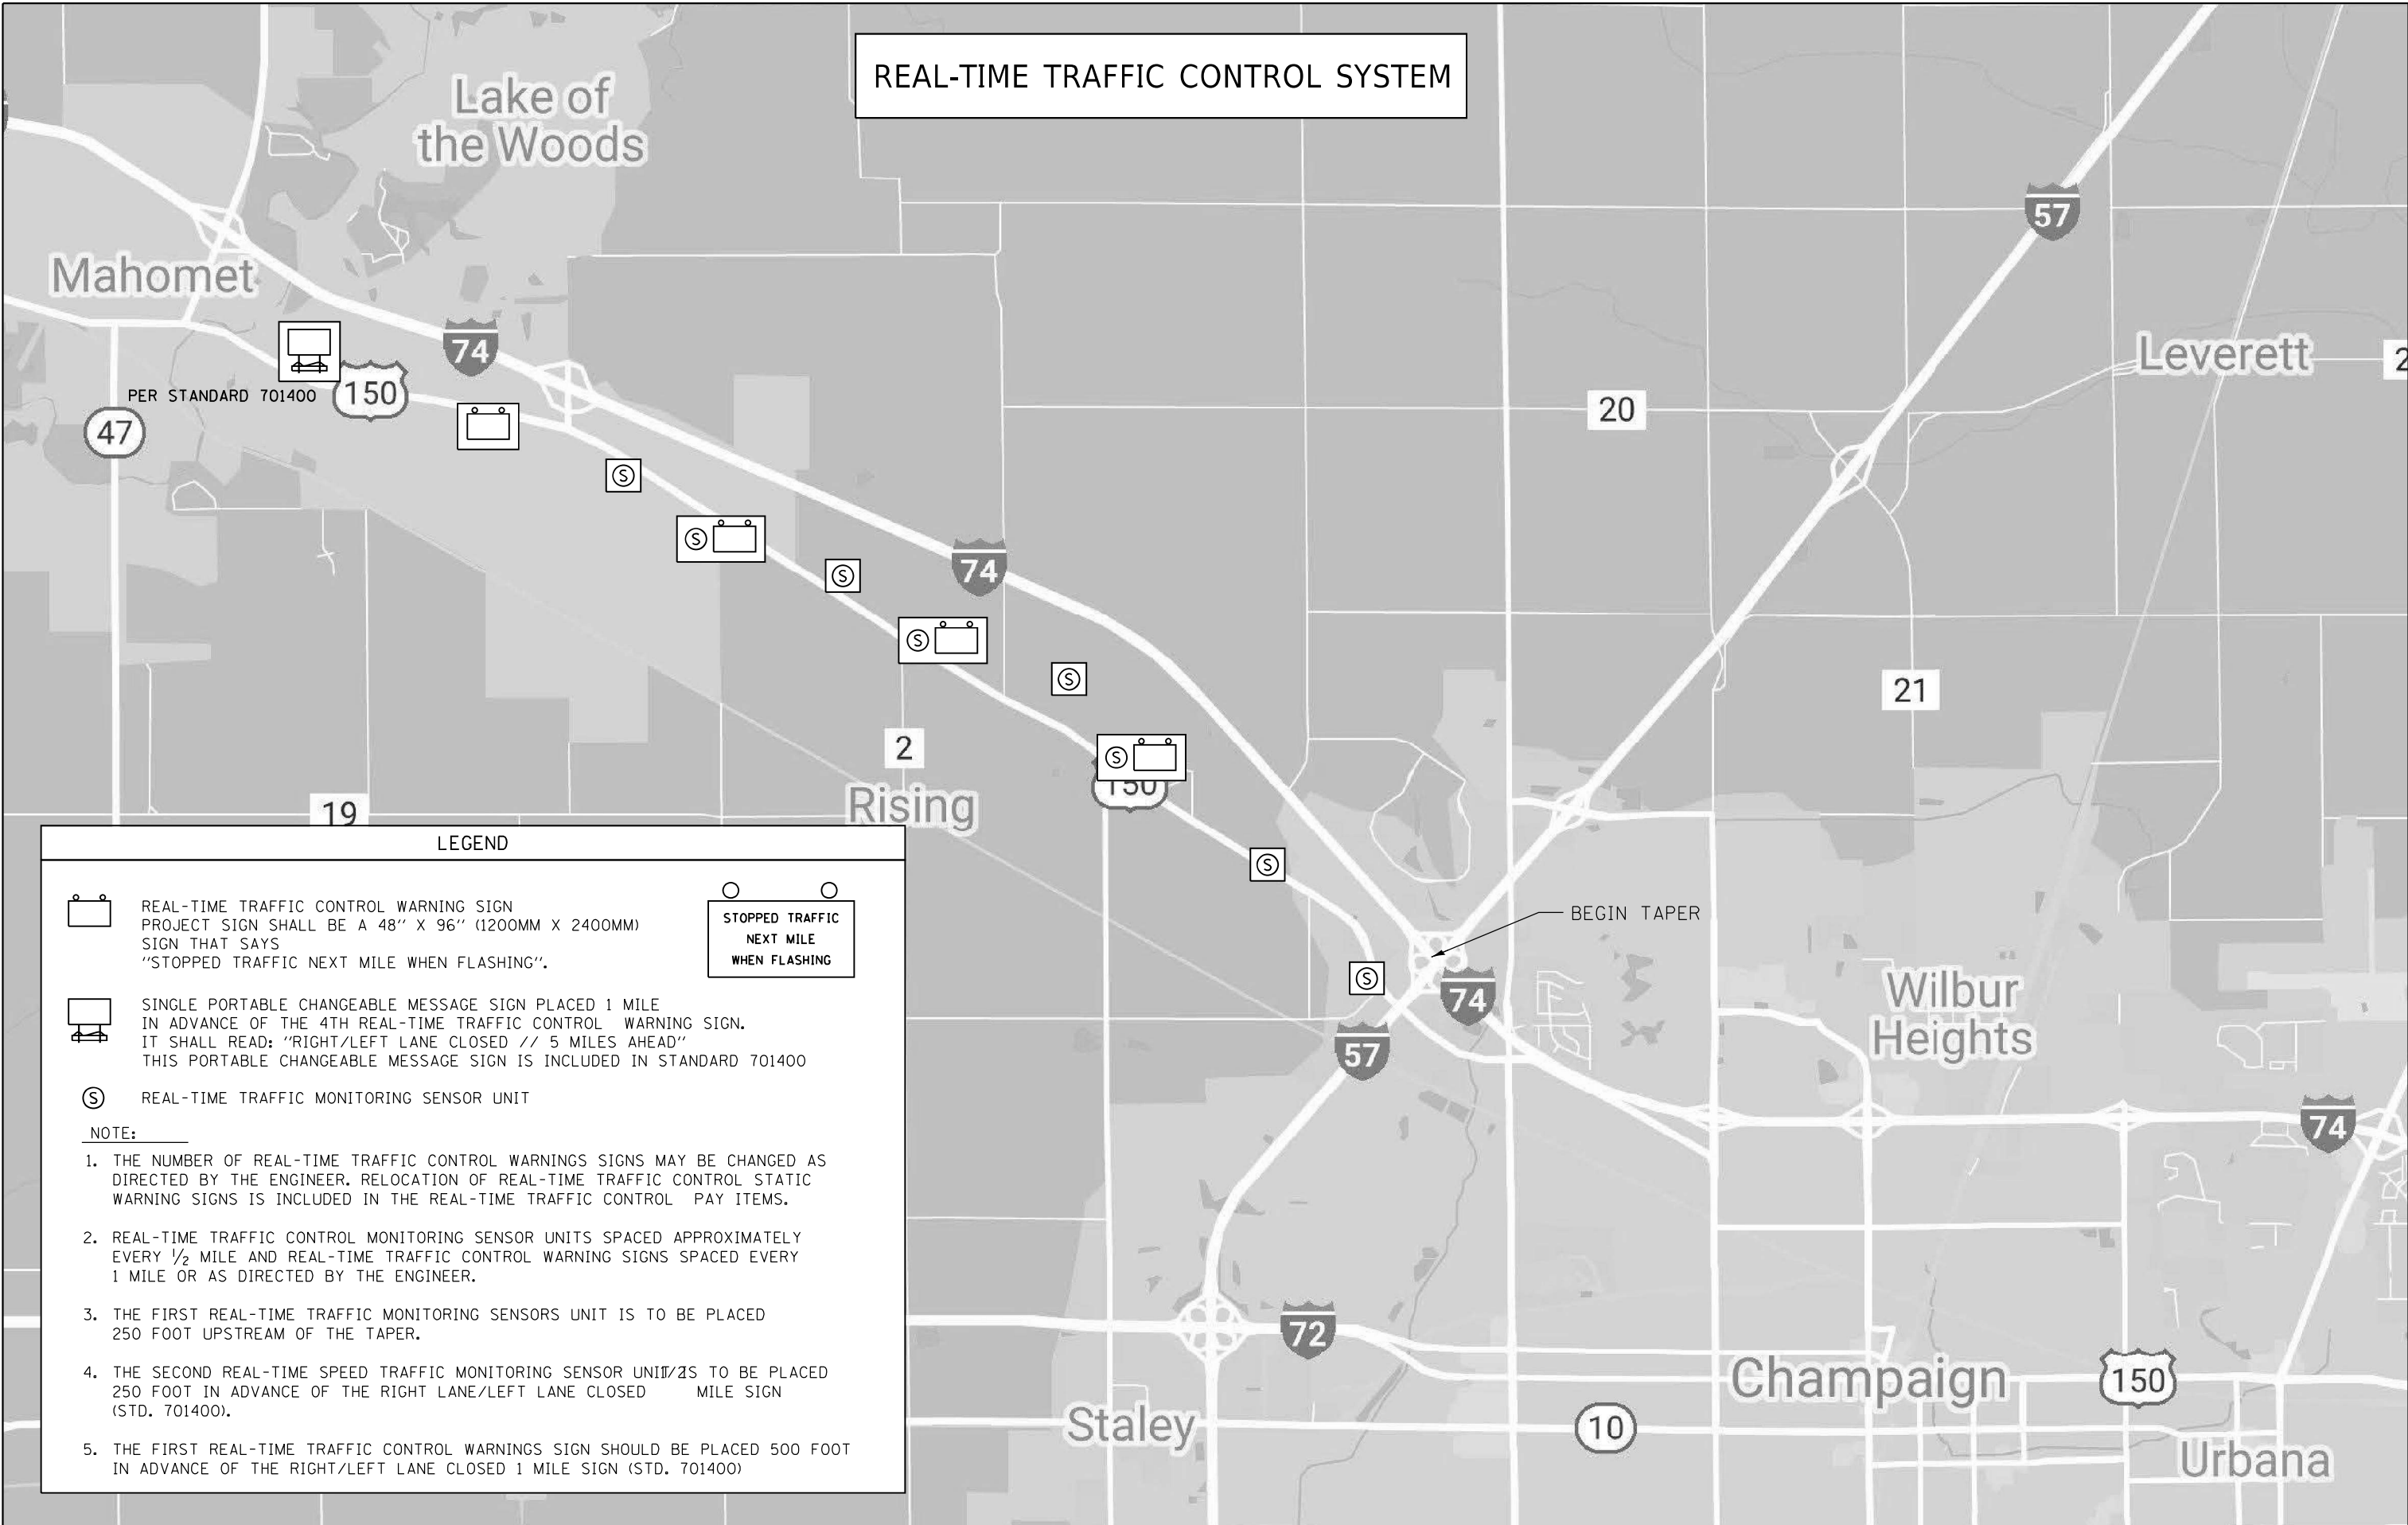 REAL-TIME TRAFFIC CONTROL SYSTEM
Lake of
the Woods
57
Mahomet
74
Leverett
2
PER STANDARD 701400
150
20
47
S
S
74
S
S
21
S
2
S
150
Rising
19
S
BEGIN TAPER
S
74
Wilbur
Heights
57
74
72
Champaign
150
Staley
10
Urbana
LEGEND
REAL-TIME TRAFFIC CONTROL WARNING SIGN
PROJECT SIGN SHALL BE A 48" X 96" (1200MM X 2400MM)
SIGN THAT SAYS
"STOPPED TRAFFIC NEXT MILE WHEN FLASHING".
STOPPED TRAFFIC
NEXT MILE
WHEN FLASHING
SINGLE PORTABLE CHANGEABLE MESSAGE SIGN PLACED 1 MILE
IN ADVANCE OF THE 4TH REAL-TIME TRAFFIC CONTROL WARNING SIGN.
IT SHALL READ: "RIGHT/LEFT LANE CLOSED // 5 MILES AHEAD"
THIS PORTABLE CHANGEABLE MESSAGE SIGN IS INCLUDED IN STANDARD 701400
S REAL-TIME TRAFFIC MONITORING SENSOR UNIT
NOTE:
1. THE NUMBER OF REAL-TIME TRAFFIC CONTROL WARNINGS SIGNS MAY BE CHANGED AS
DIRECTED BY THE ENGINEER. RELOCATION OF REAL-TIME TRAFFIC CONTROL STATIC
WARNING SIGNS IS INCLUDED IN THE REAL-TIME TRAFFIC CONTROL PAY ITEMS.
2. REAL-TIME TRAFFIC CONTROL MONITORING SENSOR UNITS SPACED APPROXIMATELY
EVERY 1/2 MILE AND REAL-TIME TRAFFIC CONTROL WARNING SIGNS SPACED EVERY
1 MILE OR AS DIRECTED BY THE ENGINEER.
3. THE FIRST REAL-TIME TRAFFIC MONITORING SENSORS UNIT IS TO BE PLACED
250 FOOT UPSTREAM OF THE TAPER.
4. THE SECOND REAL-TIME SPEED TRAFFIC MONITORING SENSOR UNIT IS TO BE PLACED
250 FOOT IN ADVANCE OF THE RIGHT LANE/LEFT LANE CLOSED 1/2 MILE SIGN
(STD. 701400).
5. THE FIRST REAL-TIME TRAFFIC CONTROL WARNINGS SIGN SHOULD BE PLACED 500 FOOT
IN ADVANCE OF THE RIGHT/LEFT LANE CLOSED 1 MILE SIGN (STD. 701400)